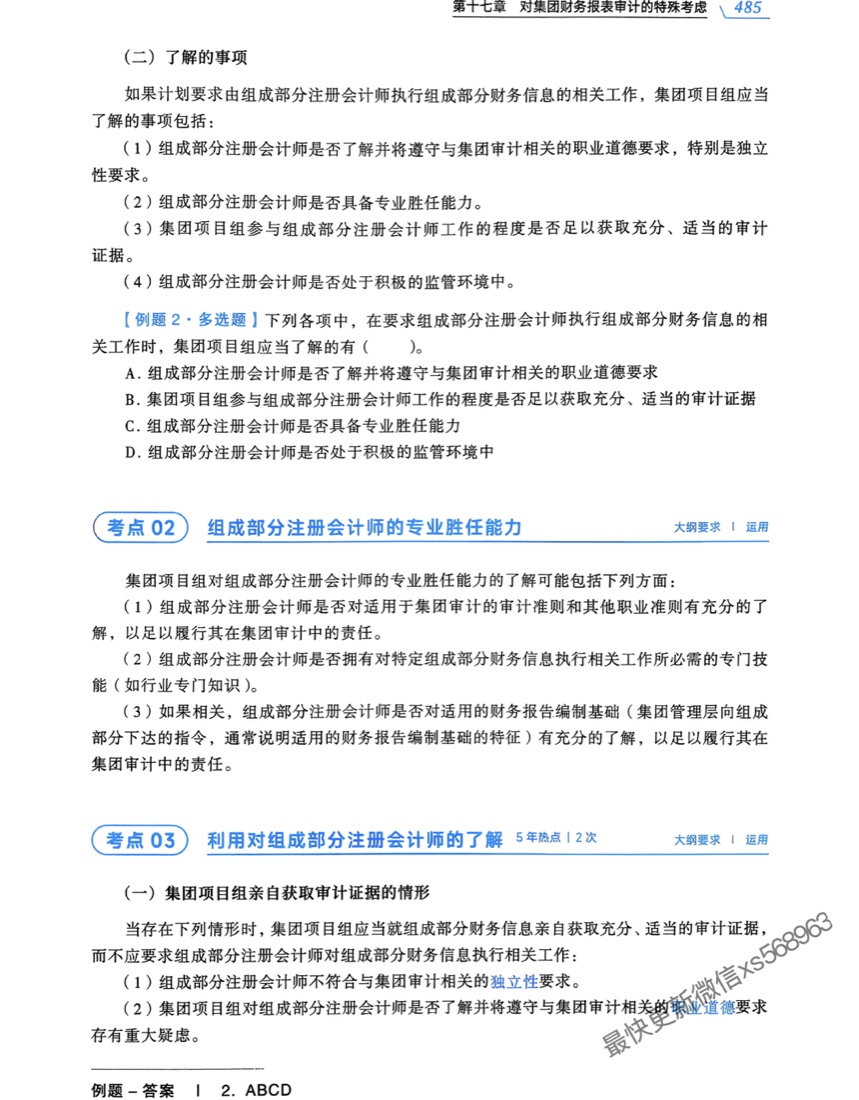 第十七章 对集团财务报表审计的特殊考虑 485
（二）了解的事项
如果计划要求由组成部分注册会计师执行组成部分财务信息的相关工作，集团项目组应当
了解的事项包括：
（1）组成部分注册会计师是否了解并将遵守与集团审计相关的职业道德要求，特别是独立
性要求。
（2）组成部分注册会计师是否具备专业胜任能力。
（3）集团项目组参与组成部分注册会计师工作的程度是否足以获取充分、适当的审计
证据。
（4）组成部分注册会计师是否处于积极的监管环境中。
【例题 2·多选题】下列各项中，在要求组成部分注册会计师执行组成部分财务信息的相
关工作时，集团项目组应当了解的有（ ）。
A. 组成部分注册会计师是否了解并将遵守与集团审计相关的职业道德要求
B. 集团项目组参与组成部分注册会计师工作的程度是否足以获取充分、适当的审计证据
C. 组成部分注册会计师是否具备专业胜任能力
D. 组成部分注册会计师是否处于积极的监管环境中
考点 02 组成部分注册会计师的专业胜任能力 大纲要求 | 运用
集团项目组对组成部分注册会计师的专业胜任能力的了解可能包括下列方面：
（1）组成部分注册会计师是否对适用于集团审计的审计准则和其他职业准则有充分的了
解，以足以履行其在集团审计中的责任。
（2）组成部分注册会计师是否拥有对特定组成部分财务信息执行相关工作所必需的专门技
能（如行业专门知识）。
（3）如果相关，组成部分注册会计师是否对适用的财务报告编制基础（集团管理层向组成
部分下达的指令，通常说明适用的财务报告编制基础的特征）有充分的了解，以足以履行其在
集团审计中的责任。
考点 03 利用对组成部分注册会计师的了解 5年热点 | 2次 大纲要求 | 运用
（一）集团项目组亲自获取审计证据的情形
当存在下列情形时，集团项目组应当就组成部分财务信息亲自获取充分、适当的审计证据，
而不应要求组成部分注册会计师对组成部分财务信息执行相关工作：
（1）组成部分注册会计师不符合与集团审计相关的独立性要求。
（2）集团项目组对组成部分注册会计师是否了解并将遵守与集团审计相关的职业道德要求
存有重大疑虑。
最快更新微信xs568963
例题 – 答案 | 2. ABCD